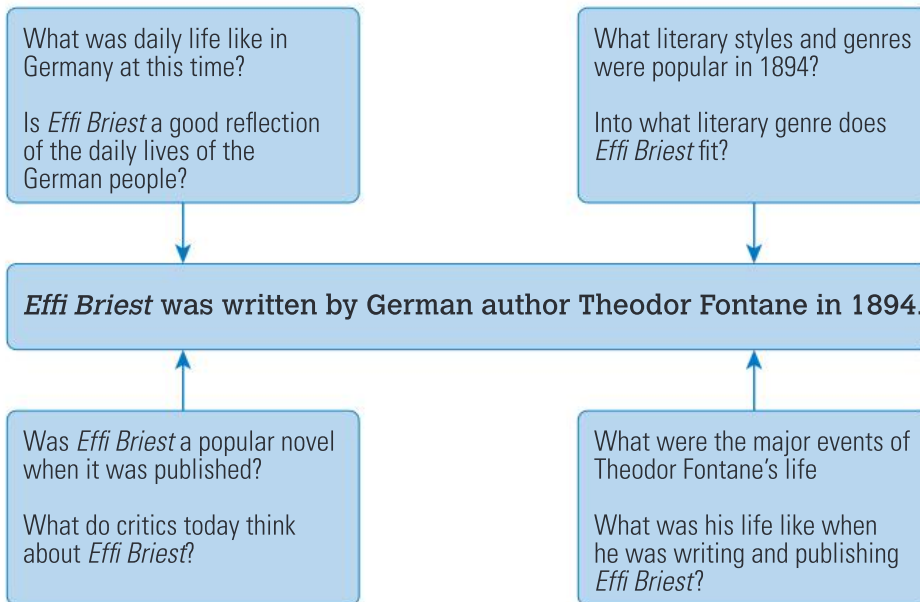 What was daily life like in
Germany at this time?
Is Effi Briest a good reflection
of the daily lives of the
German people?
What literary styles and genres
were popular in 1894?
Into what literary genre does
Effi Briest fit?
Effi Briest was written by German author Theodor Fontane in 1894.
Was Effi Briest a popular novel
when it was published?
What do critics today think
about Effi Briest?
What were the major events of
Theodor Fontane's life
What was his life like when
he was writing and publishing
Effi Briest?